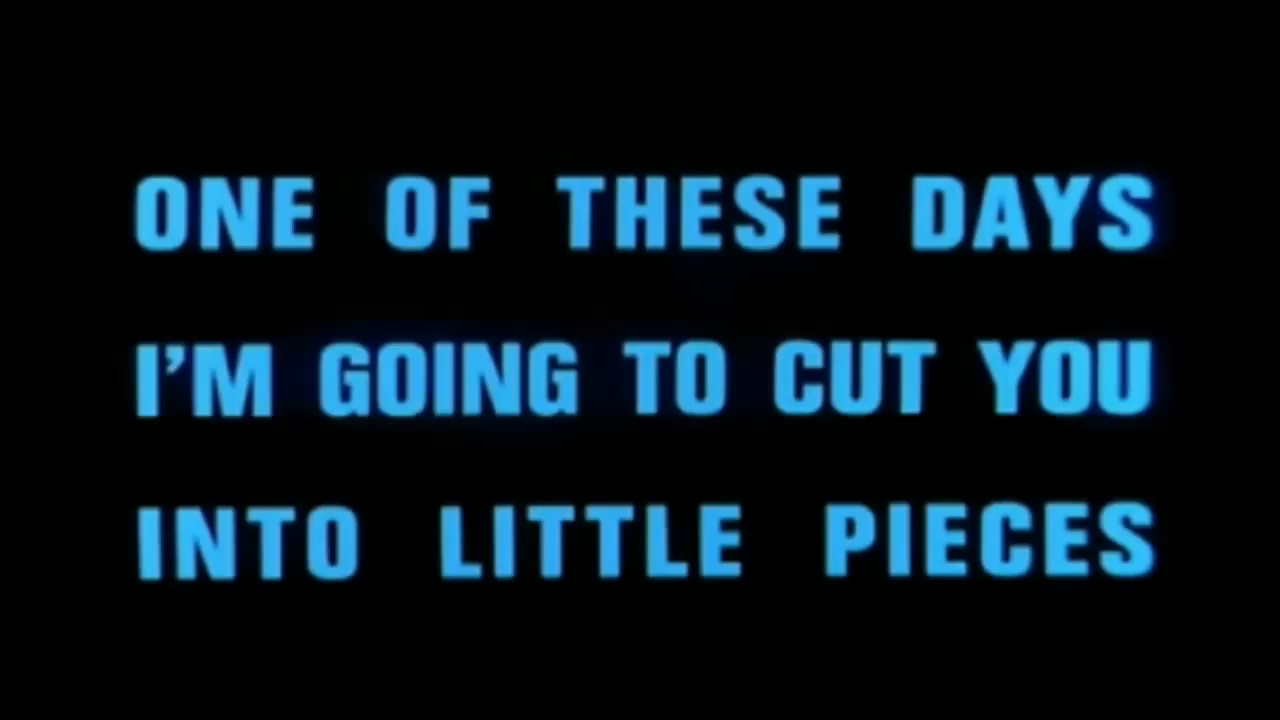 ONE OF THESE DAYS
I'M GOING TO CUT YOU
INTO LITTLE PIECES